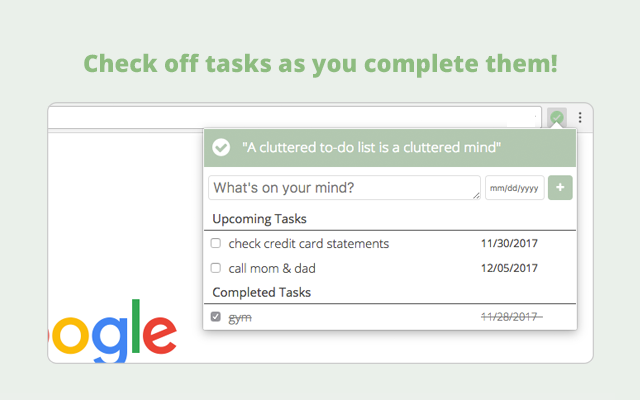 Check off tasks as you complete them!
"A cluttered to-do list is a cluttered mind"
What's on your mind?
mm/dd/yyyy
+
Upcoming Tasks
check credit card statements 11/30/2017
call mom & dad 12/05/2017
Completed Tasks
gym 11/28/2017
ogle